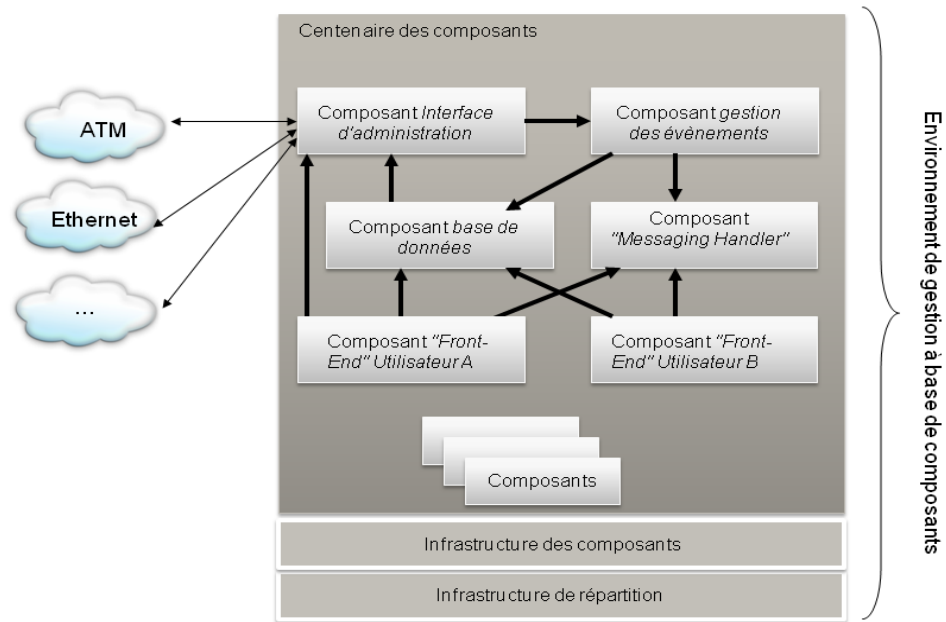 Centenaire des composants
Composant Interface
d'administration
Composant gestion
des évènements
ATM
Ethernet
...
Composant base de
données
Composant
"Messaging Handler"
Composant "Front-
End" Utilisateur A
Composant "Front-
End" Utilisateur B
Composants
Infrastructure des composants
Infrastructure de répartition
Environnement de gestion à base de composants